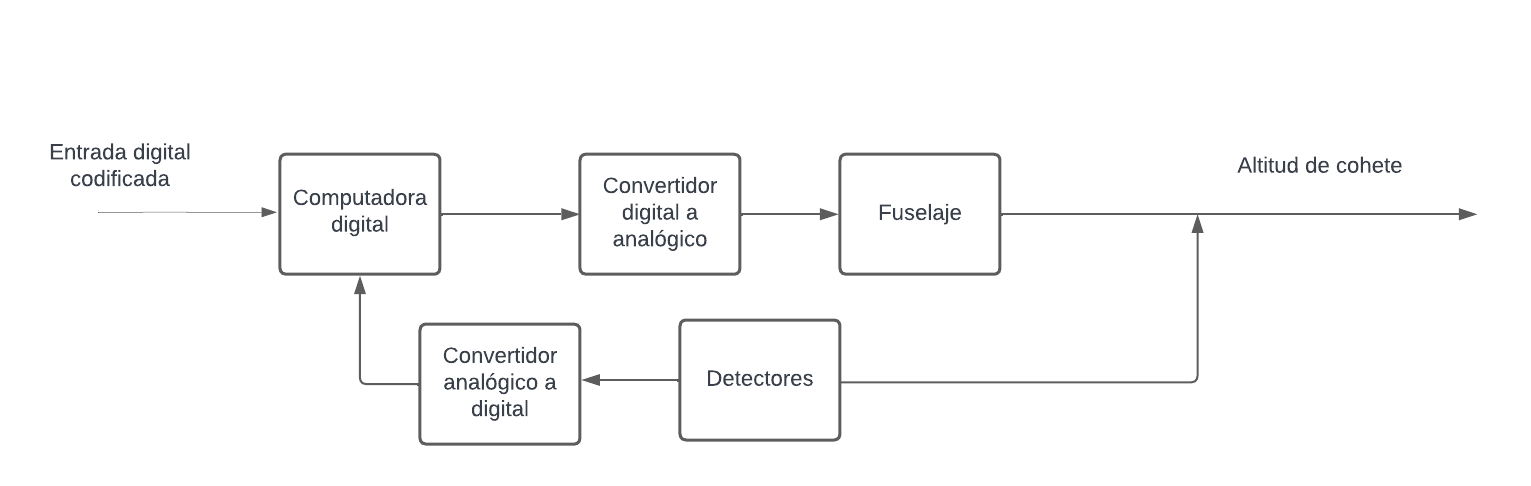 Entrada digital
codificada
Computadora
digital
Convertidor
digital a
analógico
Fuselaje
Altitud de cohete
Convertidor
analógico a
digital
Detectores